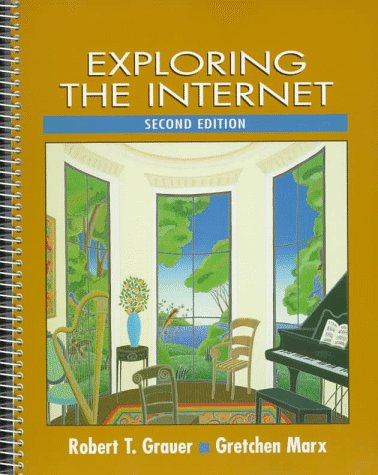 EXPLORING
THE INTERNET
SECOND EDITION
Robert T. Grauer ■ Gretchen Marx